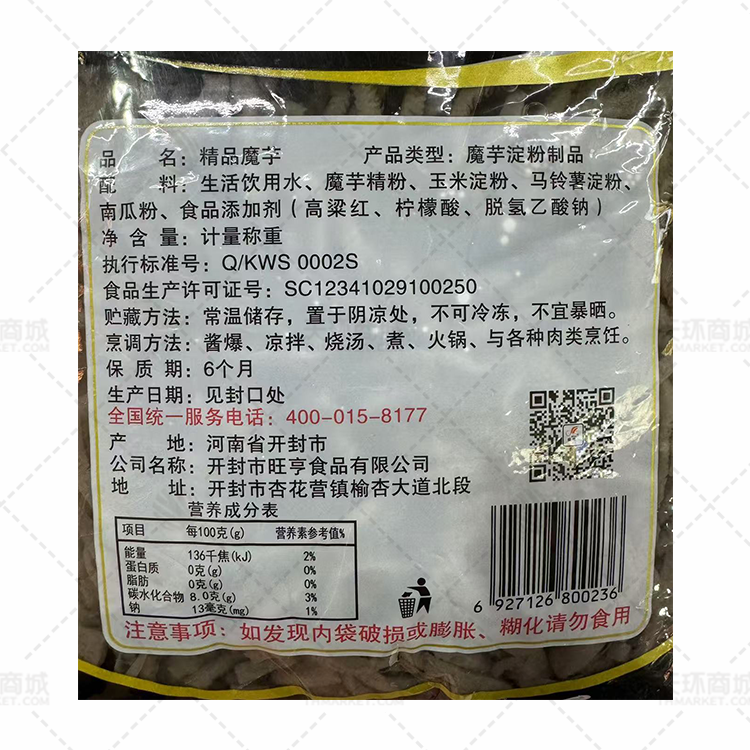 品 名：精品魔芋 产品类型：魔芋淀粉制品
配 料：生活饮用水、魔芋精粉、玉米淀粉、马铃薯淀粉、
南瓜粉、食品添加剂（高粱红、柠檬酸、脱氢乙酸钠）
净 含 量：计量称重
执行标准号：Q/KWS 0002S
食品生产许可证号：SC12341029100250
贮藏方法：常温储存，置于阴凉处，不可冷冻，不宜暴晒。
烹调方法：酱爆、凉拌、烧汤、煮、火锅、与各种肉类烹饪。
保 质 期：6个月
生产日期：见封口处
全国统一服务电话：400-015-8177
产 地：河南省开封市
公司名称：开封市旺亨食品有限公司
地 址：开封市杏花营镇榆杏大道北段
营养成分表
项目 每100克(g) 营养素参考值%
能量 136千焦(kJ) 2%
蛋白质 0克(g) 0%
脂肪 0克(g) 0%
碳水化合物 8.0克(g) 3%
钠 13毫克(mg) 1%
6 927126 800236
注意事项：如发现内袋破损或膨胀、糊化请勿食用